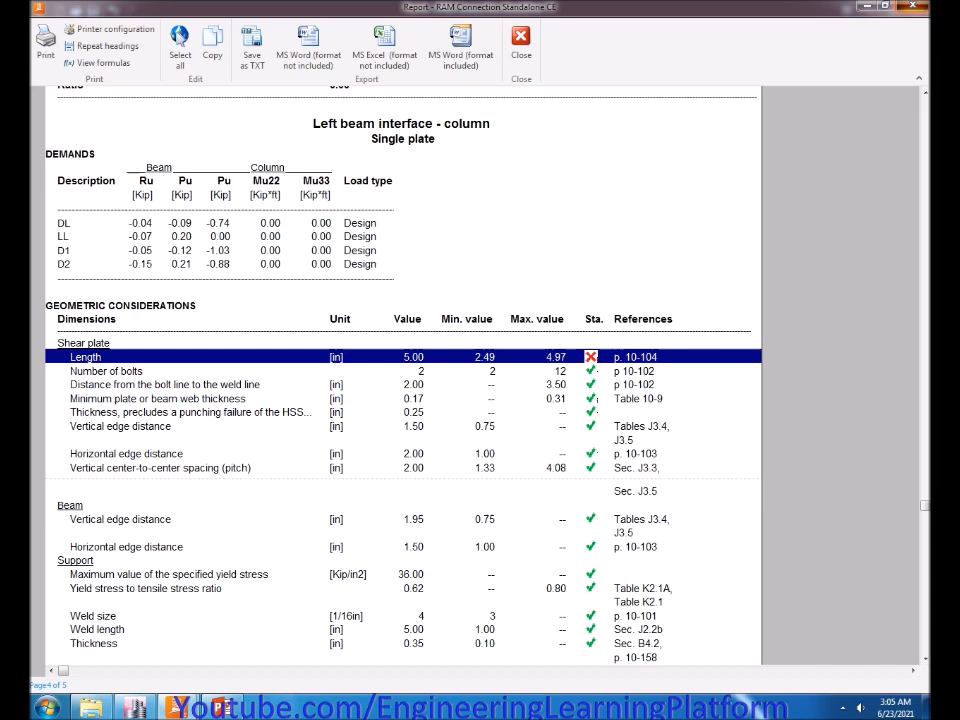 Report - RAM Connection Standalone CE
Print
Printer configuration
Repeat headings
f(x) View formulas
Print
Select all
Copy
Edit
Save as TXT
MS Word (format not included)
MS Excel (format not included)
MS Word (format included)
Export
Close
Close
Left beam interface - column
Single plate
DEMANDS
Beam Column
Description Ru Pu Pu Mu22 Mu33 Load type
[Kip] [Kip] [Kip] [Kip*ft] [Kip*ft]
DL -0.04 -0.09 -0.74 0.00 0.00 Design
LL -0.07 0.20 0.00 0.00 0.00 Design
D1 -0.05 -0.12 -1.03 0.00 0.00 Design
D2 -0.15 0.21 -0.88 0.00 0.00 Design
GEOMETRIC CONSIDERATIONS
Dimensions Unit Value Min. value Max. value Sta. References
Shear plate
Length [in] 5.00 2.49 4.97 p. 10-104
Number of bolts 2 2 12 p 10-102
Distance from the bolt line to the weld line [in] 2.00 -- 3.50 p 10-102
Minimum plate or beam web thickness [in] 0.17 -- 0.31 Table 10-9
Thickness, precludes a punching failure of the HSS... [in] 0.25 -- --
Vertical edge distance [in] 1.50 0.75 -- Tables J3.4,
J3.5
Horizontal edge distance [in] 2.00 1.00 -- p. 10-103
Vertical center-to-center spacing (pitch) [in] 2.00 1.33 4.08 Sec. J3.3,
Sec. J3.5
Beam
Vertical edge distance [in] 1.95 0.75 -- Tables J3.4,
J3.5
Horizontal edge distance [in] 1.50 1.00 -- p. 10-103
Support
Maximum value of the specified yield stress [Kip/in2] 36.00 -- --
Yield stress to tensile stress ratio 0.62 -- 0.80 Table K2.1A,
Table K2.1
Weld size [1/16in] 4 3 -- p. 10-101
Weld length [in] 5.00 1.00 -- Sec. J2.2b
Thickness [in] 0.35 0.10 -- Sec. B4.2,
p. 10-158
Page4 of 5
Youtube.com/EngineeringLearningPlatform
3:05 AM
6/23/2021